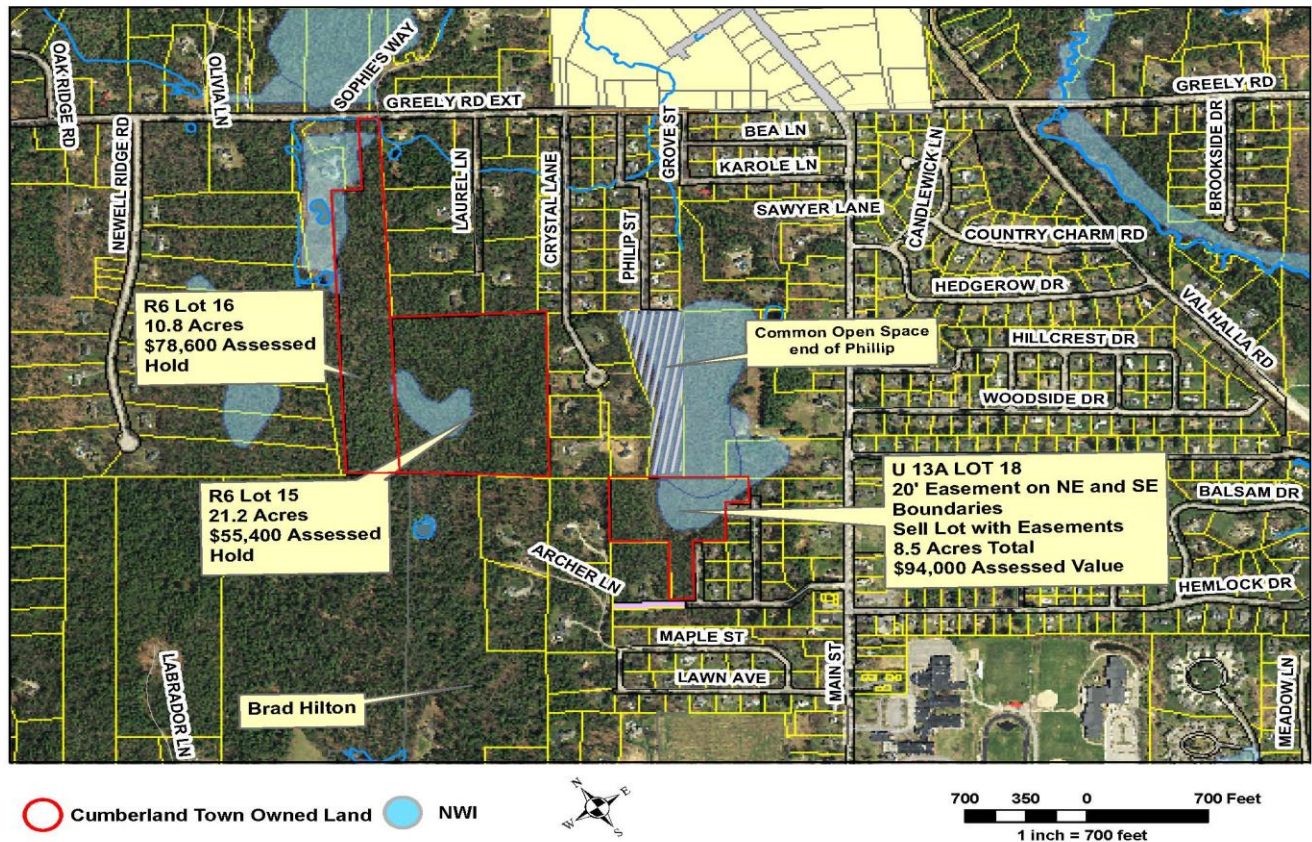 OAK RIDGE RD
OLIVIA LN
SOPHIE'S WAY
GREELY RD EXT
GROVE ST
BEA LN
KAROLE LN
CANDLEWICK LN
GREELY RD
BROOKSIDE DR
NEWELL RIDGE RD
LAUREL LN
CRYSTAL LANE
PHILIP ST
SAWYER LANE
COUNTRY CHARM RD
HEDGEROW DR
VAL HALLA RD
R6 Lot 16
10.8 Acres
$78,600 Assessed
Hold
Common Open Space
end of Phillip
HILLCREST DR
WOODSIDE DR
R6 Lot 15
21.2 Acres
$55,400 Assessed
Hold
U 13A LOT 18
20' Easement on NE and SE
Boundaries
Sell Lot with Easements
8.5 Acres Total
$94,000 Assessed Value
BALSAM DR
HEMLOCK DR
ARCHER LN
MAPLE ST
LAWN AVE
MAIN ST
LABRADOR LN
Brad Hilton
MEADOW LN
Cumberland Town Owned Land
NWI
N
E
W
S
700 350 0 700 Feet
1 inch = 700 feet